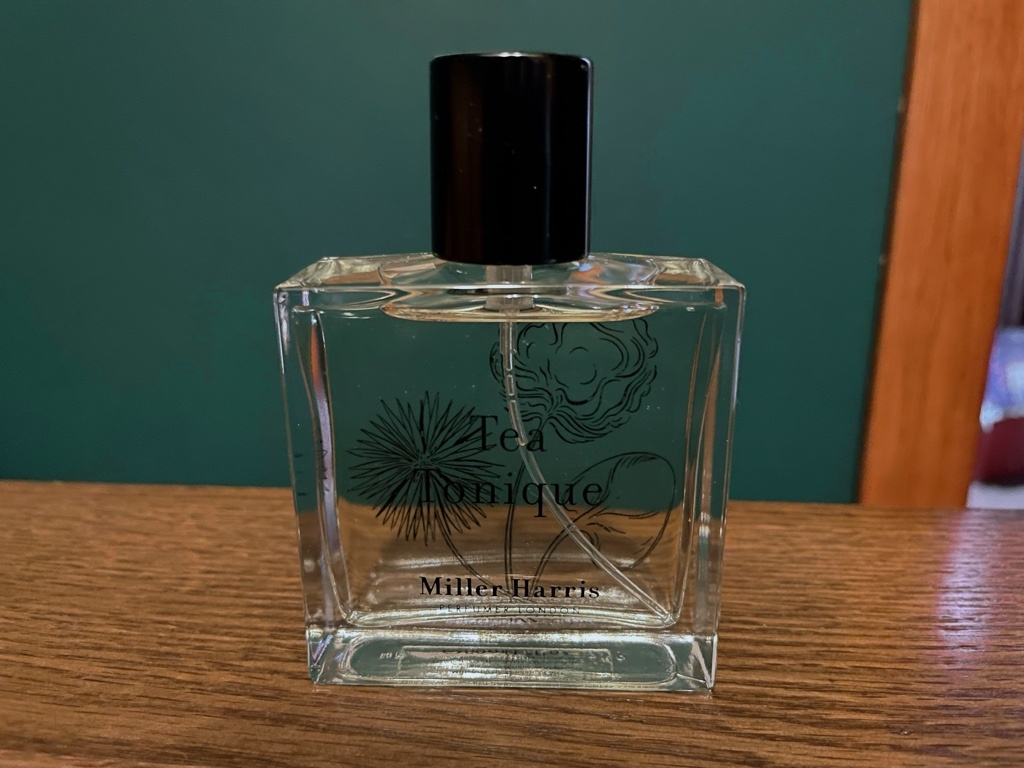 Tea
Tonique
Miller Harris
PERFUMER LONDON